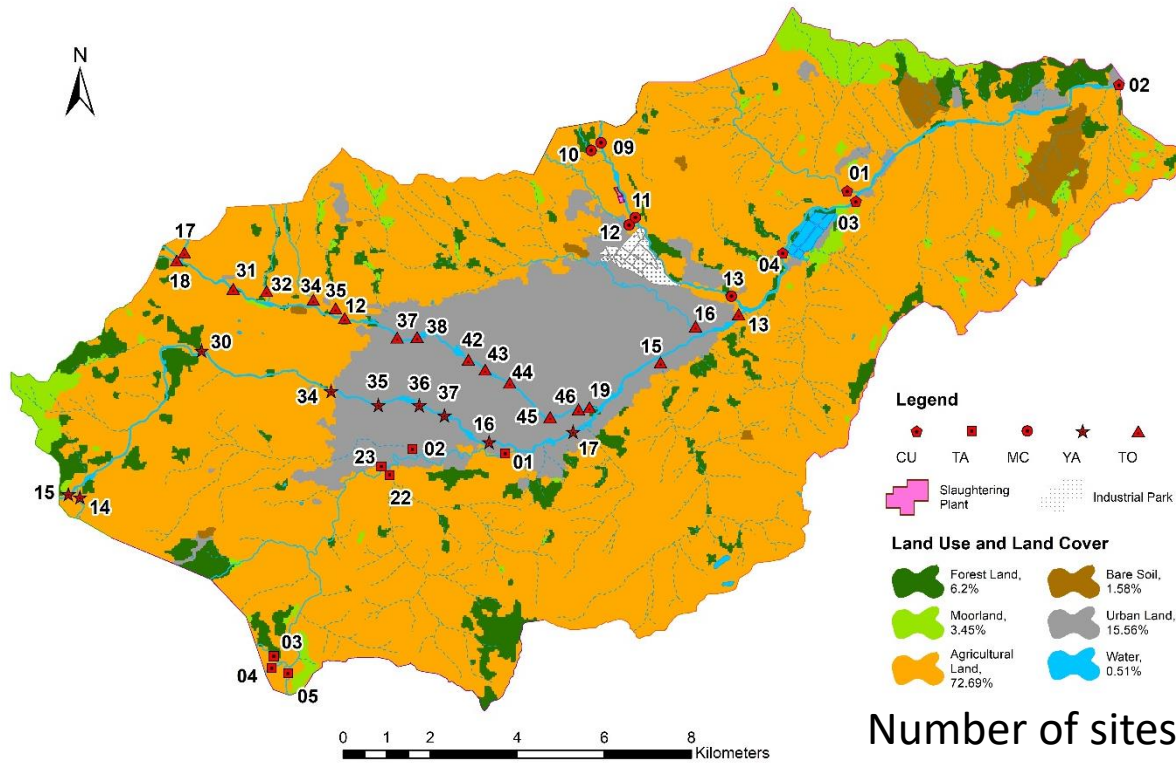 N
02
09
10
01
11
03
12
17
04
31
13
18
32
34
35
12
16
13
37
38
42
15
30
43
44
34
35
36
46
19
37
45
16
17
02
01
23
22
15
14
03
04
05
Legend
CU TA MC YA TO
Slaughtering
Plant
Industrial Park
Land Use and Land Cover
Forest Land,
6.2%
Bare Soil,
1.58%
Moorland,
3.45%
Urban Land,
15.56%
Agricultural
Land,
72.69%
Water,
0.51%
Number of sites
0 1 2 4 6 8
Kilometers